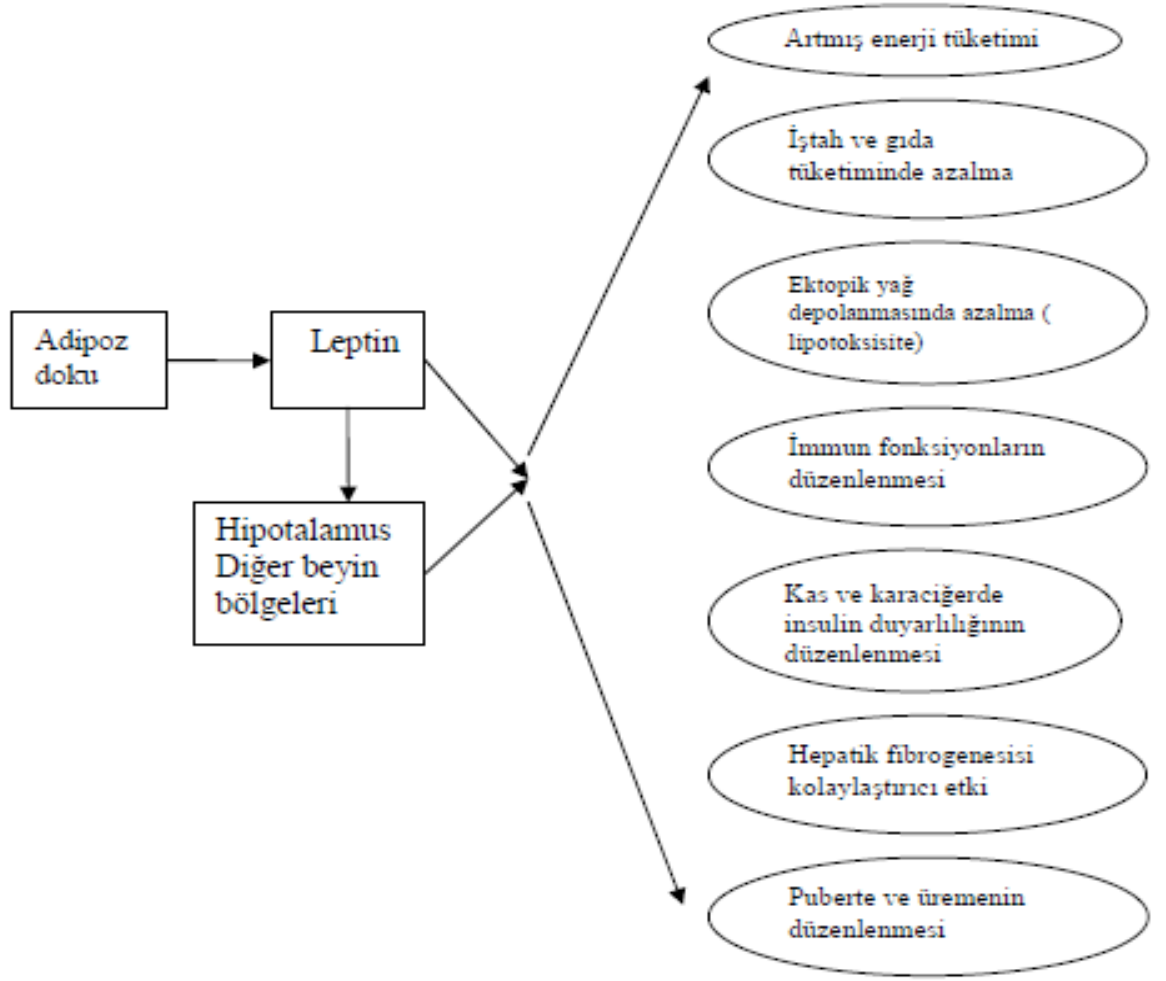 Artmış enerji tüketimi
İştah ve gıda
tüketiminde azalma
Ektopik yağ
depolanmasında azalma (
lipotoksisite)
Adipoz
doku
Leptin
İmmun fonksiyonların
düzenlenmesi
Hipotalamus
Diğer beyin
bölgeleri
Kas ve karaciğerde
insulin duyarlılığının
düzenlenmesi
Hepatik fibrogenesisi
kolaylaştırıcı etki
Puberte ve üremenin
düzenlenmesi